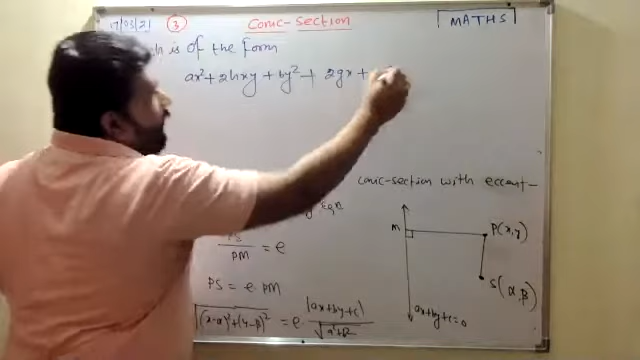 17/03/21 ③ Conic-Section MATHS
is of the form
ax² + 2hxy + by² + 2gx +
conic-section with eccent-
Eqn
PS/PM = e
M P(x,y)
PS = e · PM
S(α,β)
√(x-α)²+(y-β)² = e · |ax+by+c|/√a²+b²
ax+by+c=0